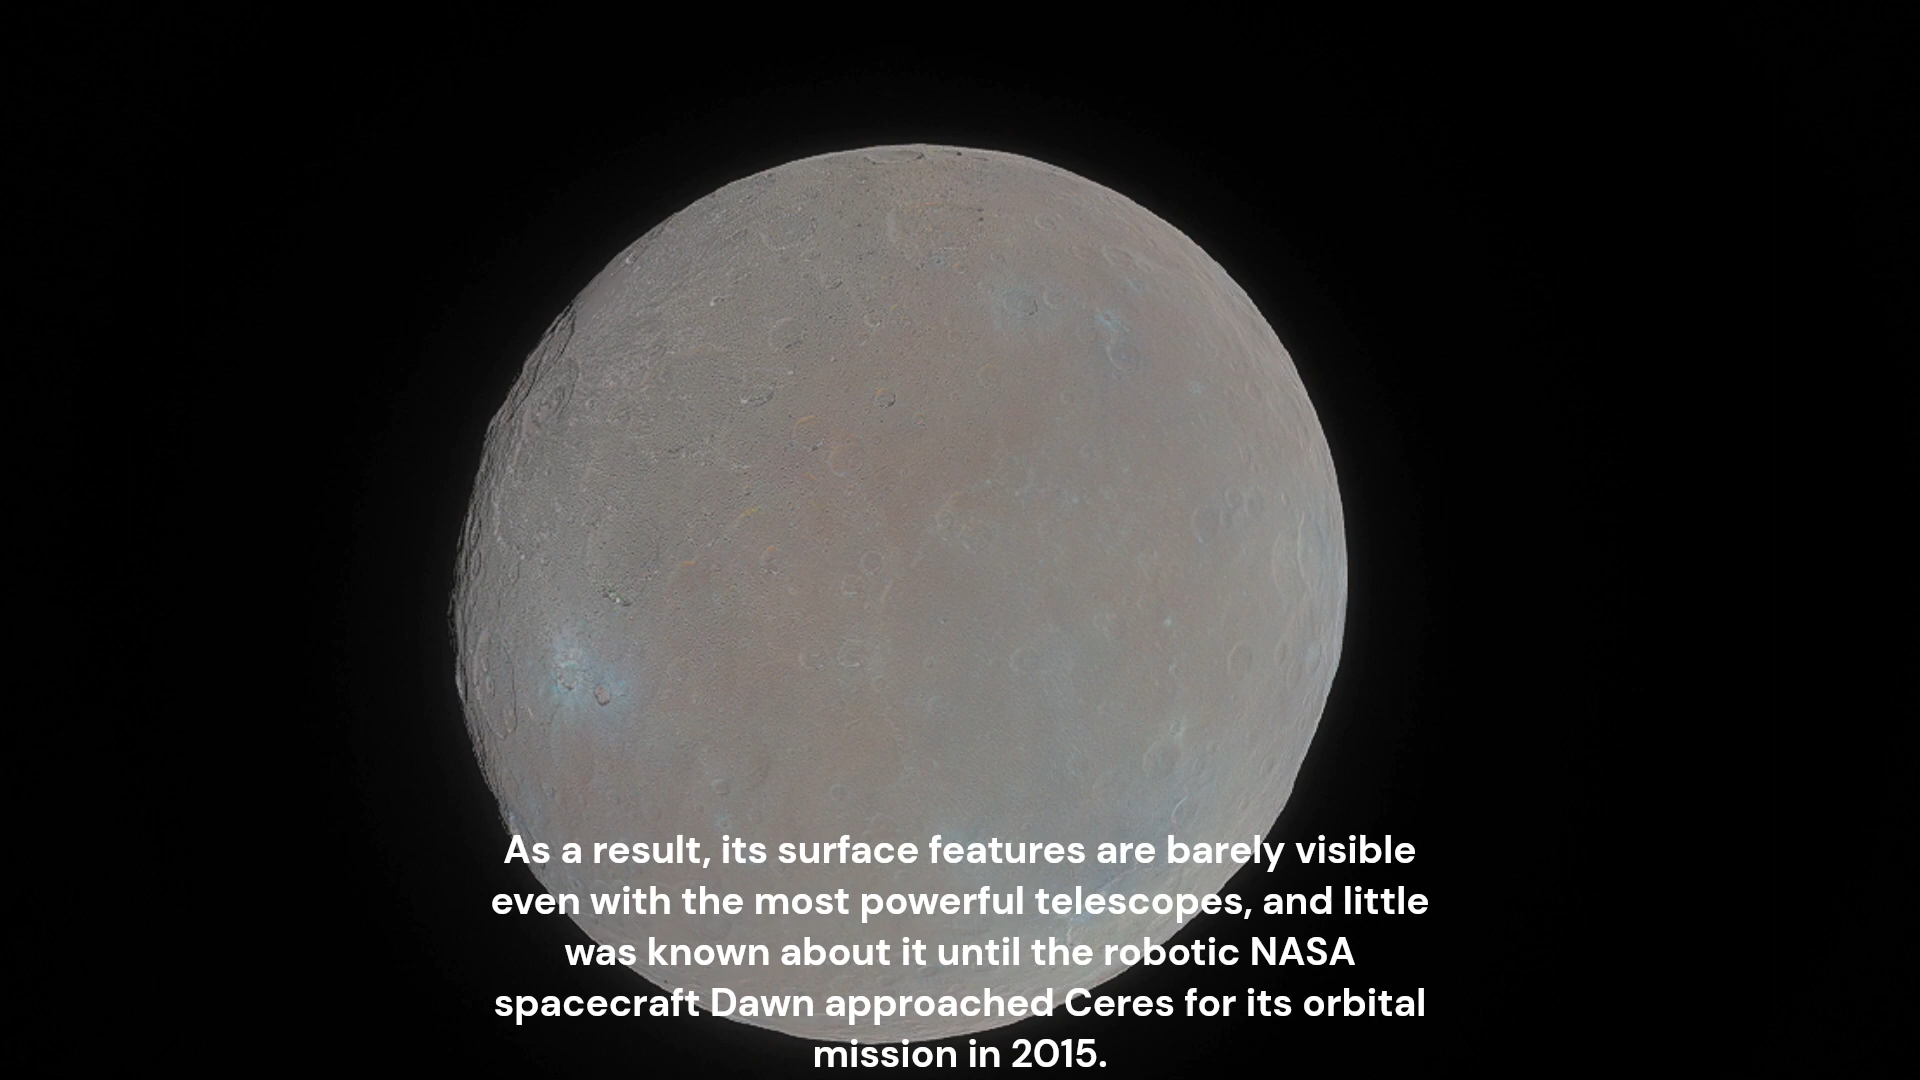 As a result, its surface features are barely visible
even with the most powerful telescopes, and little
was known about it until the robotic NASA
spacecraft Dawn approached Ceres for its orbital
mission in 2015.